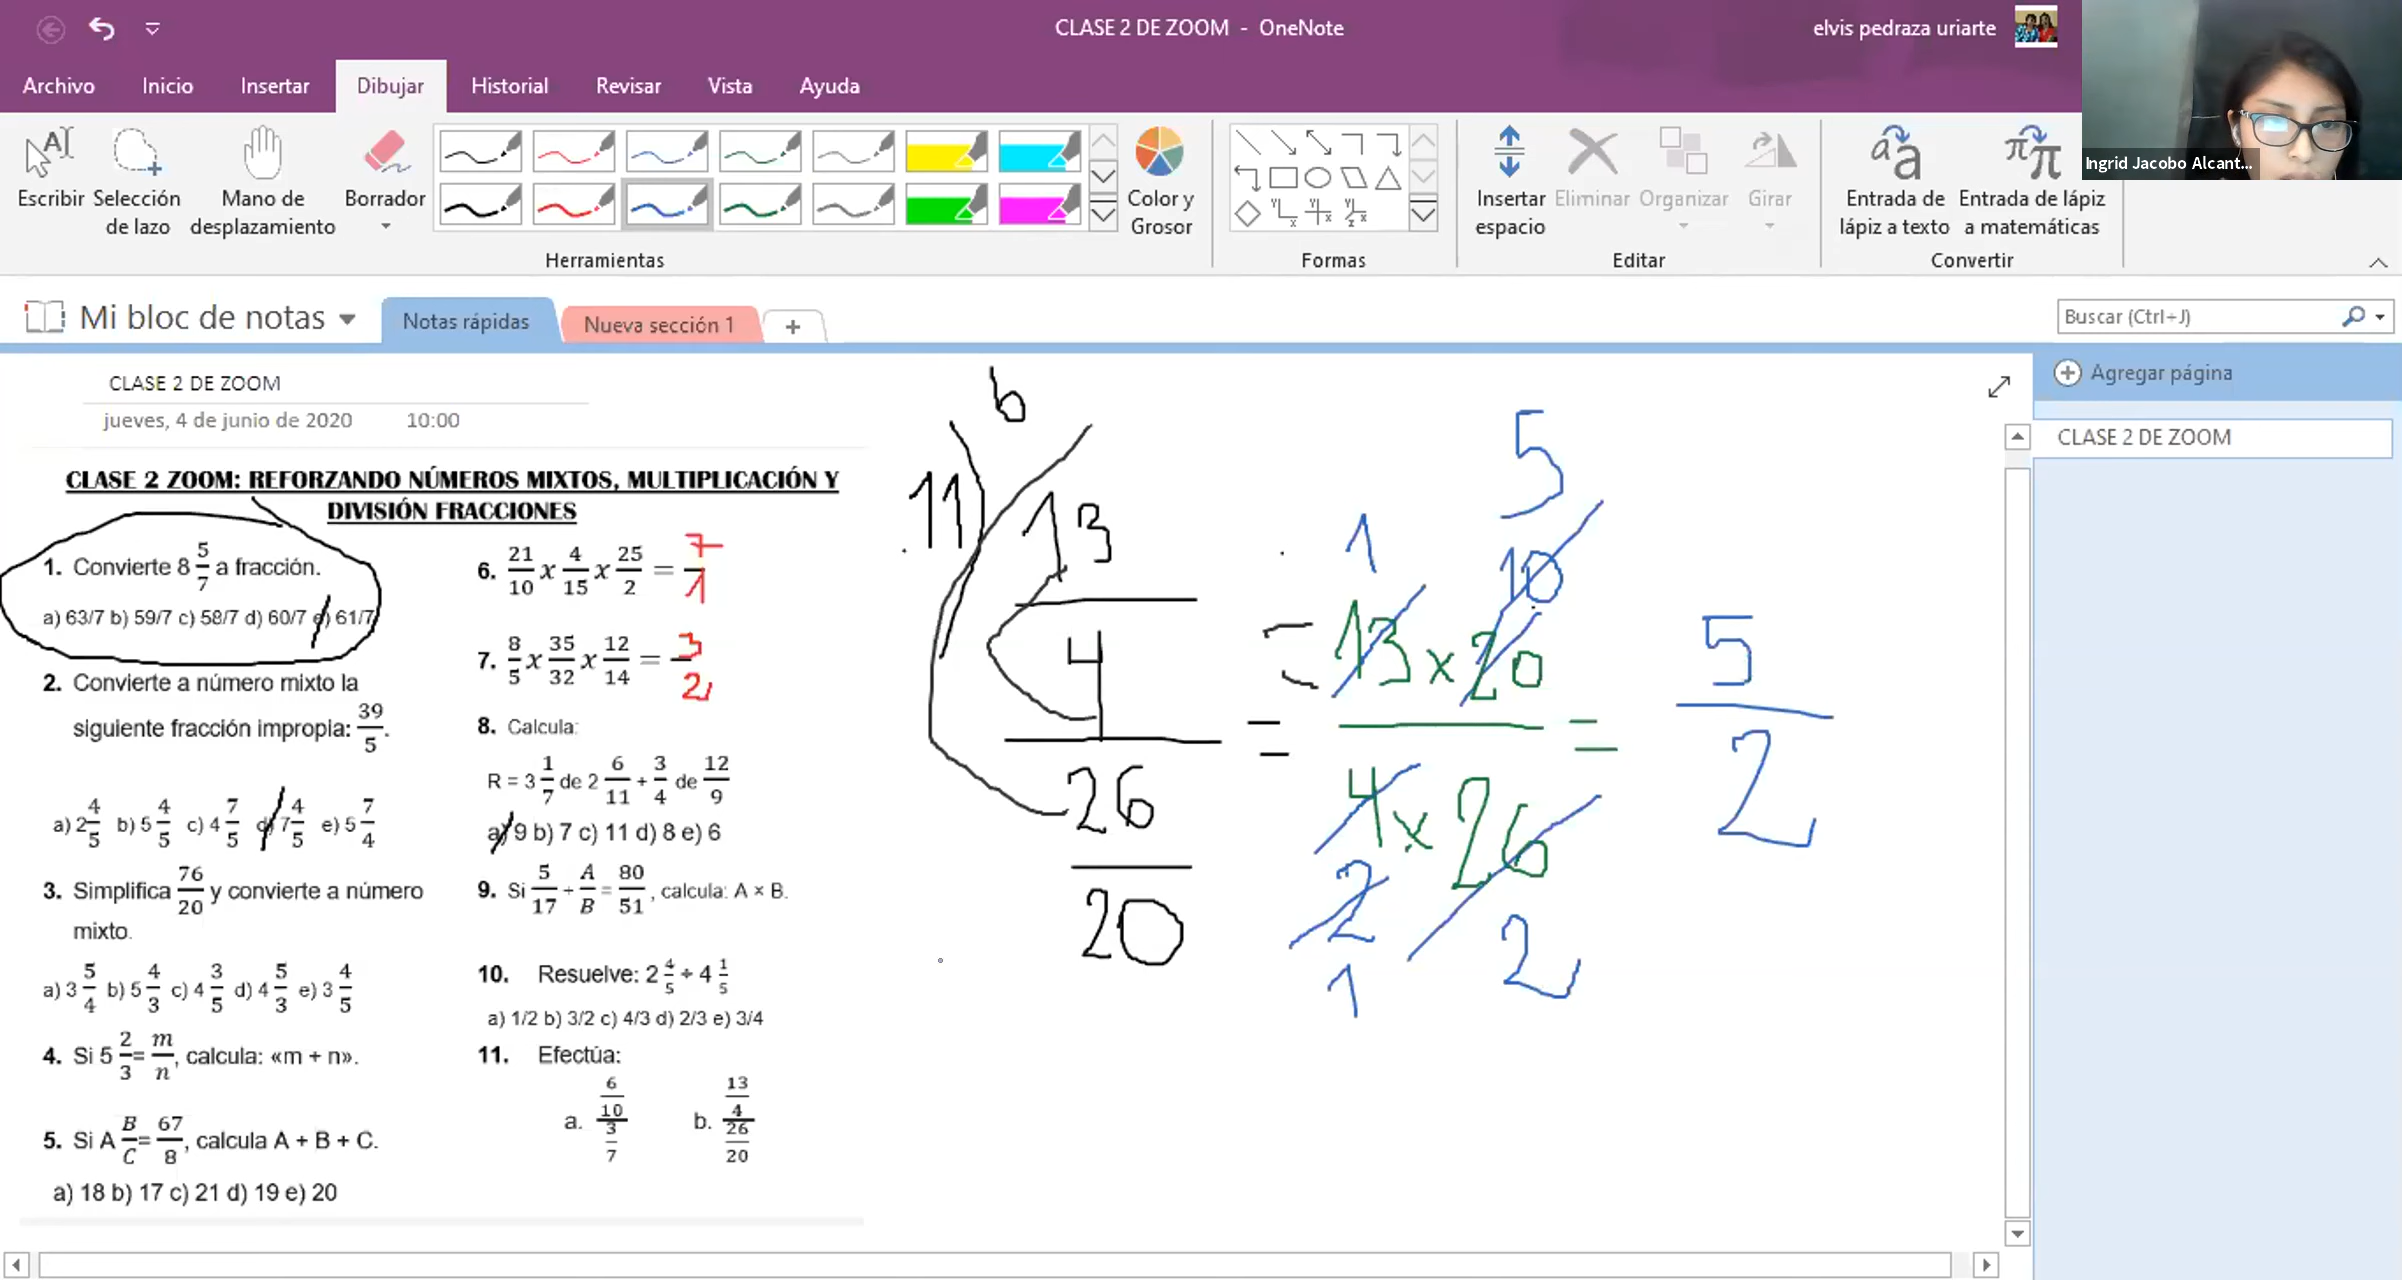 CLASE 2 DE ZOOM - OneNote
elvis pedraza uriarte
Ingrid Jacobo Alcant...
Archivo Inicio Insertar Dibujar Historial Revisar Vista Ayuda
Escribir Selección de lazo Mano de desplazamiento Borrador
Color y Grosor
Insertar espacio Eliminar Organizar Girar
Entrada de lápiz a texto Entrada de lápiz a matemáticas
Herramientas Formas Editar Convertir
Mi bloc de notas Notas rápidas Nueva sección 1 +
Buscar (Ctrl+J)
Agregar página
CLASE 2 DE ZOOM
CLASE 2 DE ZOOM
jueves, 4 de junio de 2020 10:00
CLASE 2 ZOOM: REFORZANDO NÚMEROS MIXTOS, MULTIPLICACIÓN Y
DIVISIÓN FRACCIONES
1. Convierte 8 5/7 a fracción.
a) 63/7 b) 59/7 c) 58/7 d) 60/7 e) 61/7
2. Convierte a número mixto la
siguiente fracción impropia: 39/5.
a) 2 4/5 b) 5 4/5 c) 4 7/5 d) 7 4/5 e) 5 7/4
3. Simplifica 76/20 y convierte a número
mixto.
a) 3 5/4 b) 5 4/3 c) 4 3/5 d) 4 5/3 e) 3 4/5
4. Si 5 2/3 = m/n, calcula: «m + n».
5. Si A B/C = 67/8, calcula A + B + C.
a) 18 b) 17 c) 21 d) 19 e) 20
6. 21/10 x 4/15 x 25/2 = 7/1
7. 8/5 x 35/32 x 12/14 = 3/2
8. Calcula:
R = 3 1/7 de 2 6/11 + 3/4 de 12/9
a) 9 b) 7 c) 11 d) 8 e) 6
9. Si 5/17 ÷ A/B = 80/51, calcula: A × B.
10. Resuelve: 2 4/5 ÷ 4 1/5
a) 1/2 b) 3/2 c) 4/3 d) 2/3 e) 3/4
11. Efectúa:
a. 6/10 / 3/7 b. 13/4 / 26/20
11) b
13
4
26
20
=
1 5
10
13 x 20
4 x 26
2 2
1
=
5
2